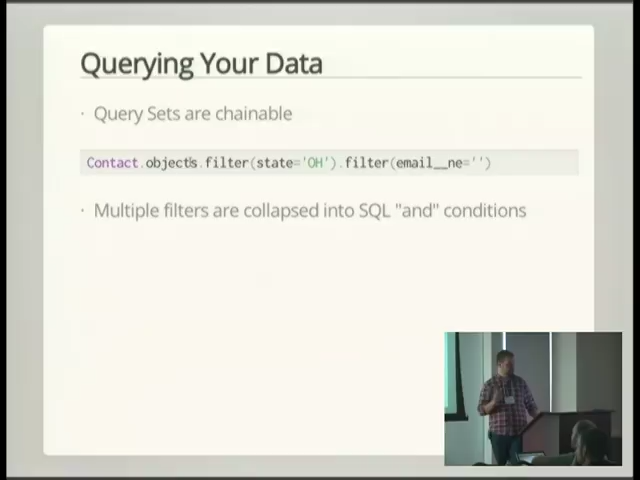 Querying Your Data
· Query Sets are chainable
Contact.objects.filter(state='OH').filter(email__ne='')
· Multiple filters are collapsed into SQL "and" conditions